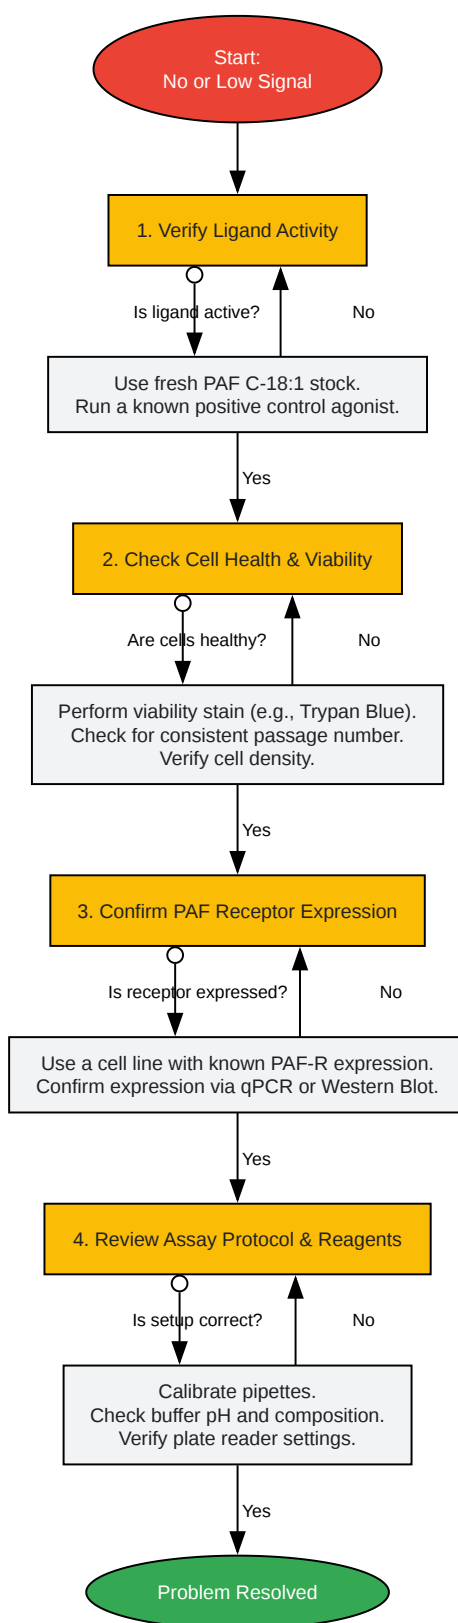 Start:
No or Low Signal
1. Verify Ligand Activity
Is ligand active?
No
Use fresh PAF C-18:1 stock.
Run a known positive control agonist.
Yes
2. Check Cell Health & Viability
Are cells healthy?
No
Perform viability stain (e.g., Trypan Blue).
Check for consistent passage number.
Verify cell density.
Yes
3. Confirm PAF Receptor Expression
Is receptor expressed?
No
Use a cell line with known PAF-R expression.
Confirm expression via qPCR or Western Blot.
Yes
4. Review Assay Protocol & Reagents
Is setup correct?
No
Calibrate pipettes.
Check buffer pH and composition.
Verify plate reader settings.
Yes
Problem Resolved